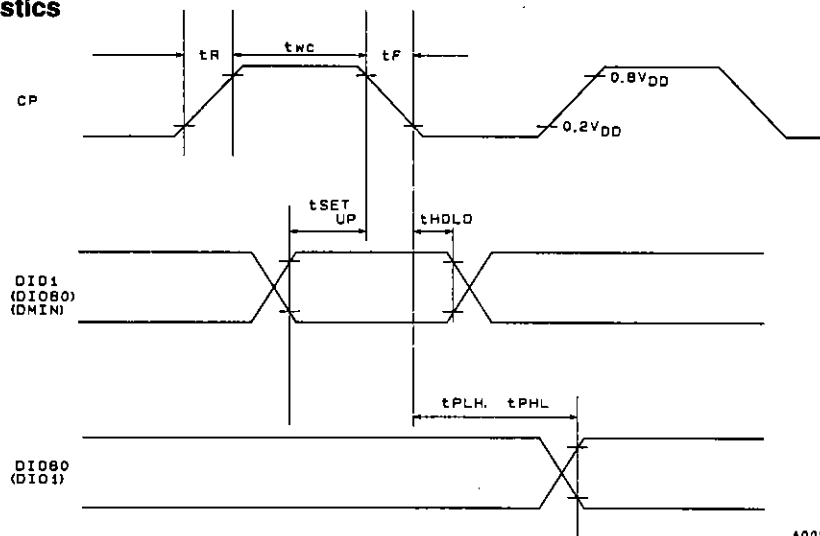 stics
tR
twc
tF
CP
0.8VDD
0.2VDD
tSET
UP
tHOLD
DIO1
(DIO80)
(DMIN)
tPLH. tPHL
DIO80
(DIO1)